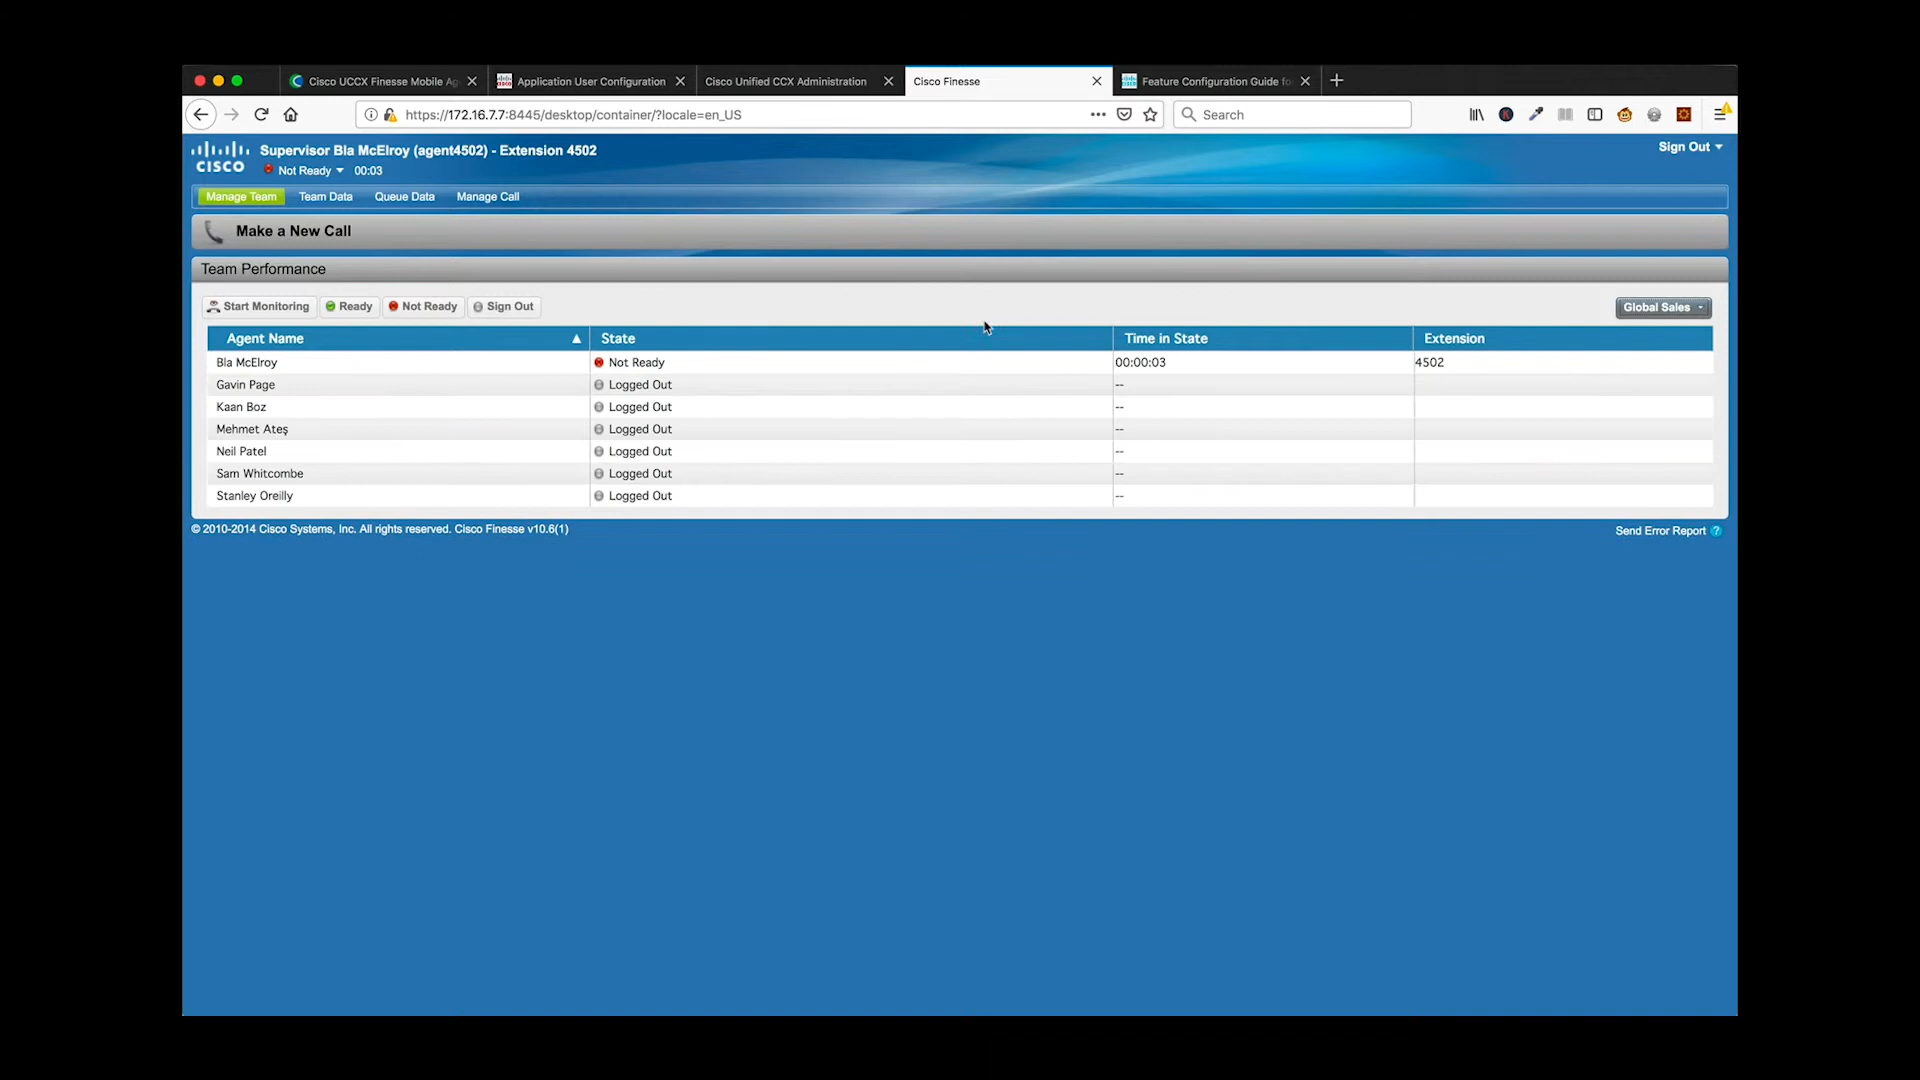 Cisco UCCX Finesse Mobile Ag
Application User Configuration
Cisco Unified CCX Administration
Cisco Finesse
Feature Configuration Guide fo
https://172.16.7.7:8445/desktop/container/?locale=en_US
Search
CISCO
Supervisor Bla McElroy (agent4502) - Extension 4502
Sign Out
Not Ready 00:03
Manage Team Team Data Queue Data Manage Call
Make a New Call
Team Performance
Start Monitoring Ready Not Ready Sign Out Global Sales
Agent Name State Time in State Extension
Bla McElroy Not Ready 00:00:03 4502
Gavin Page Logged Out --
Kaan Boz Logged Out --
Mehmet Ateş Logged Out --
Neil Patel Logged Out --
Sam Whitcombe Logged Out --
Stanley Oreilly Logged Out --
© 2010-2014 Cisco Systems, Inc. All rights reserved. Cisco Finesse v10.6(1)
Send Error Report ?